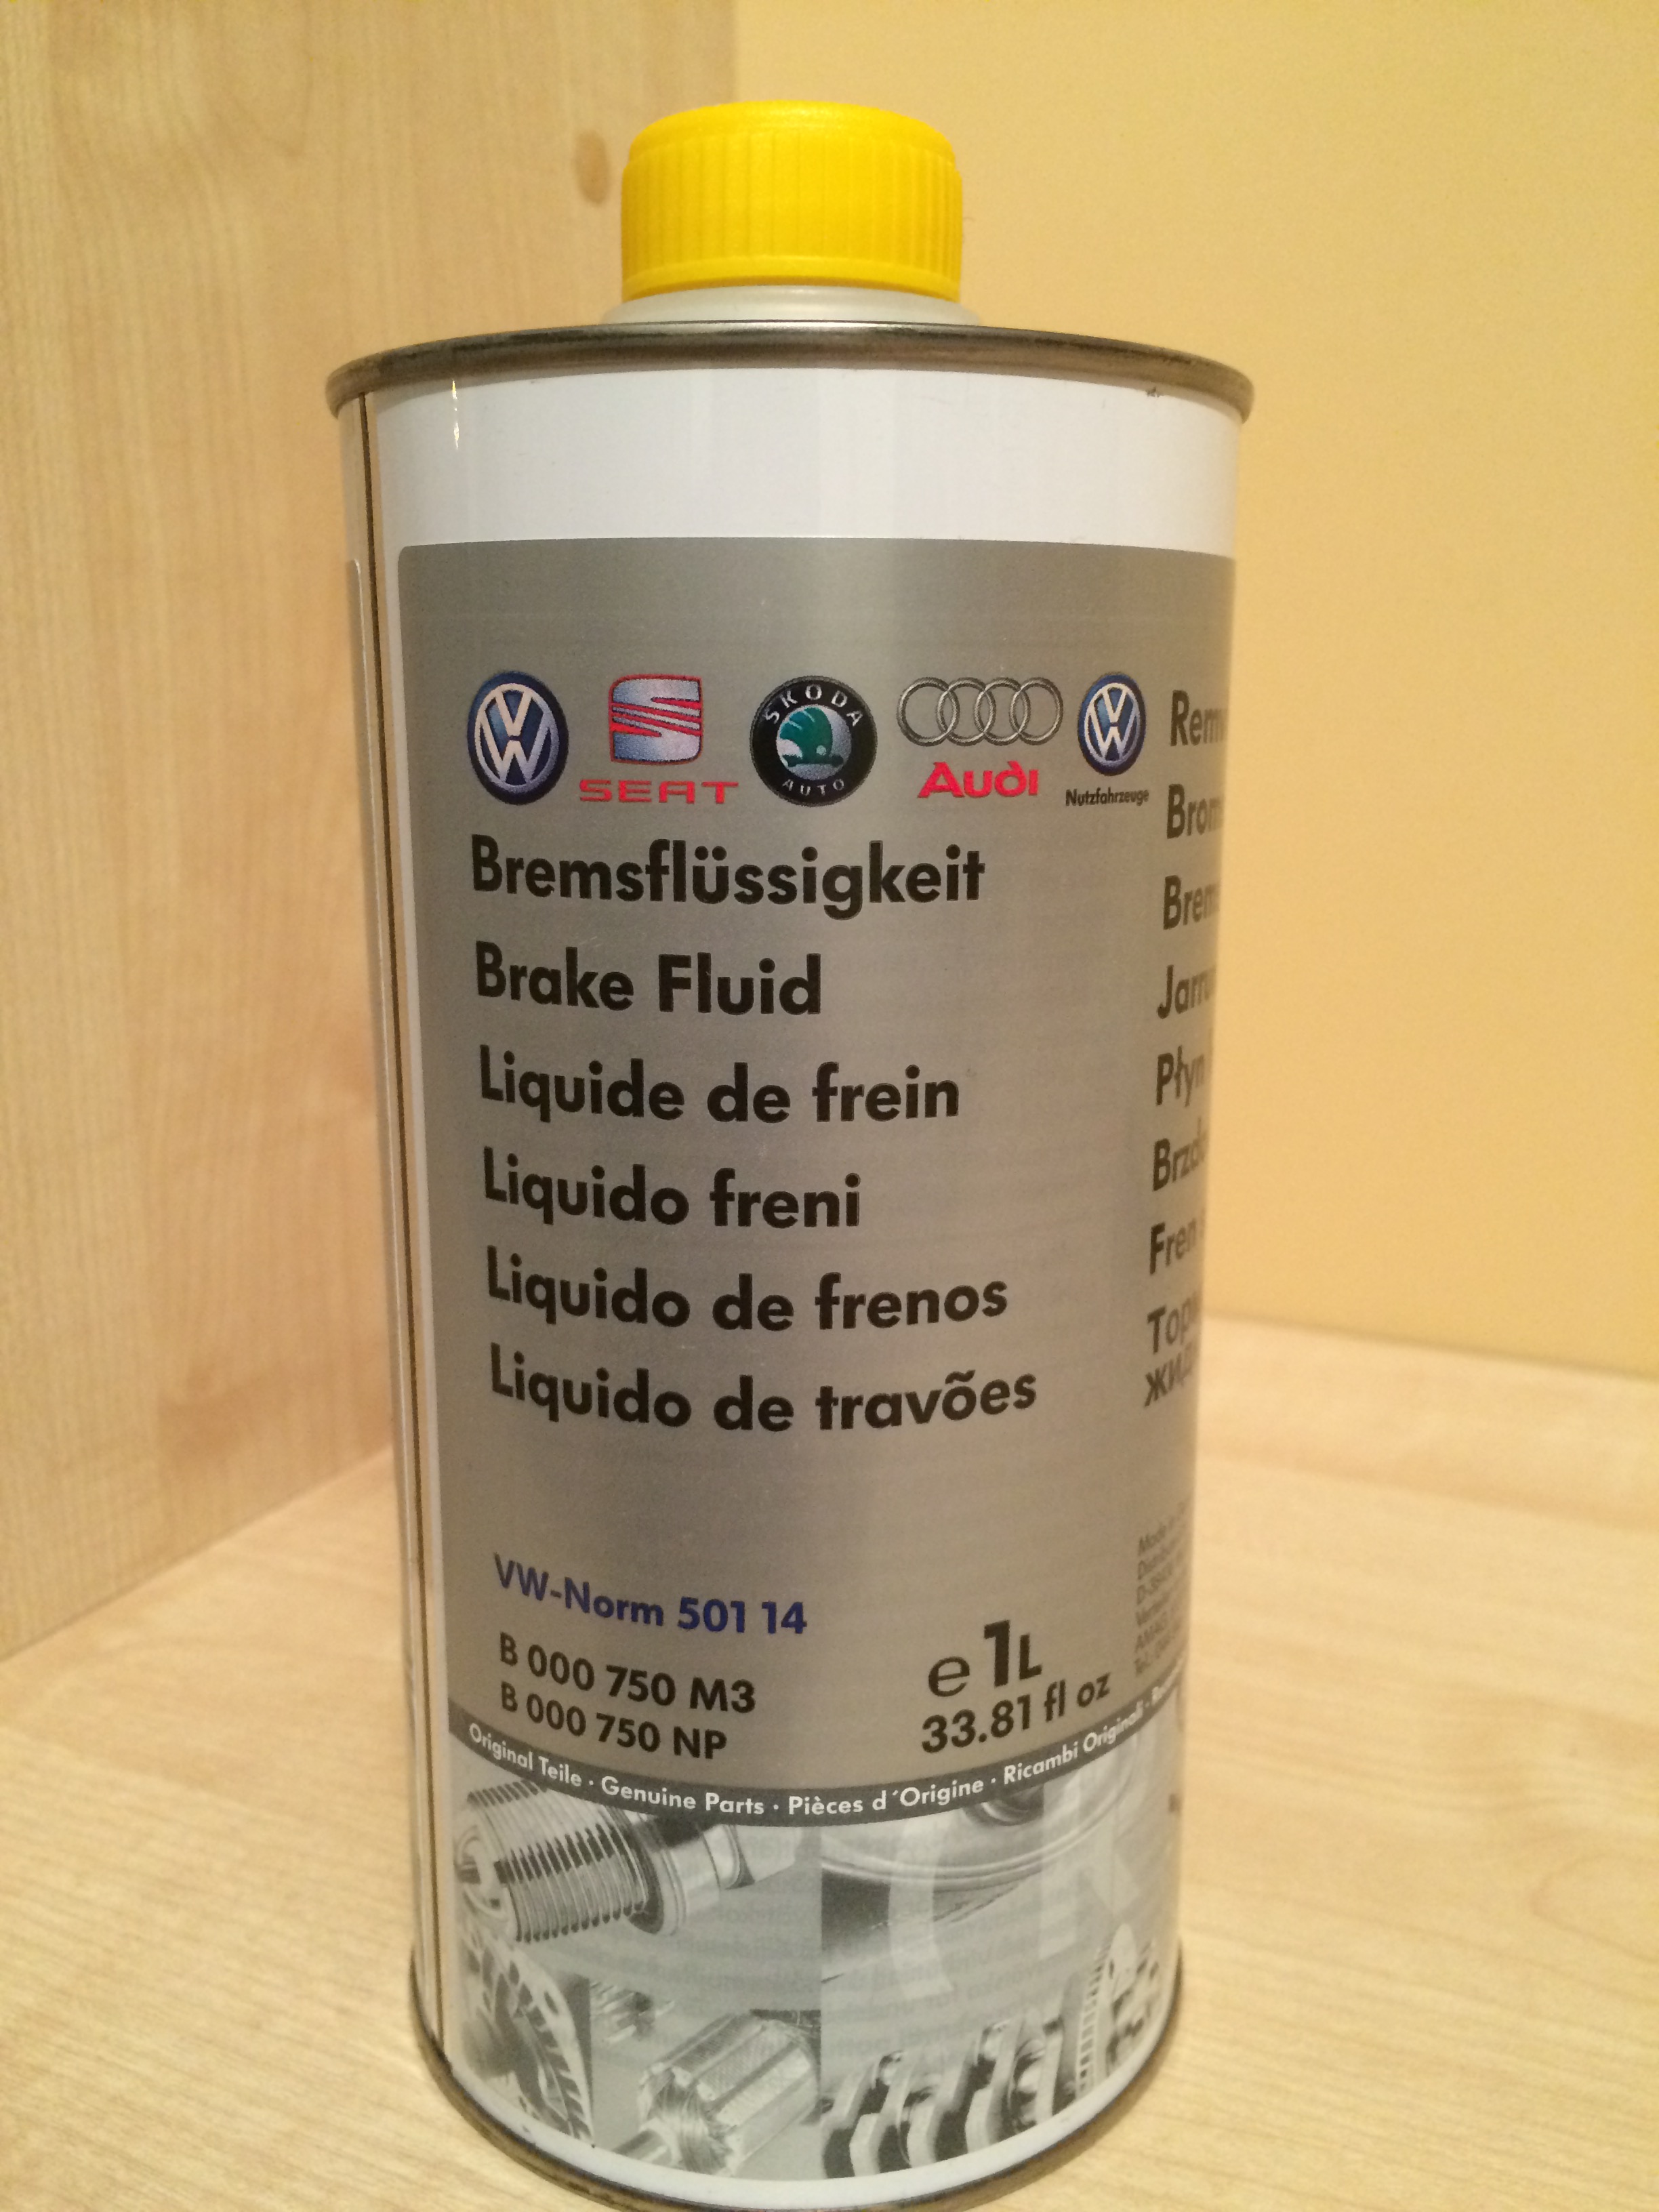 SEAT
SKODA
AUTO
Audi
Nutzfahrzeuge
Bremsflüssigkeit
Brake Fluid
Liquide de frein
Liquido freni
Liquido de frenos
Liquido de travões
Płyn
Fren
VW-Norm 501 14
B 000 750 M3
B 000 750 NP
e 1L
33.81 fl oz
Original Teile · Genuine Parts · Pièces d´Origine · Ricambi Originali ·